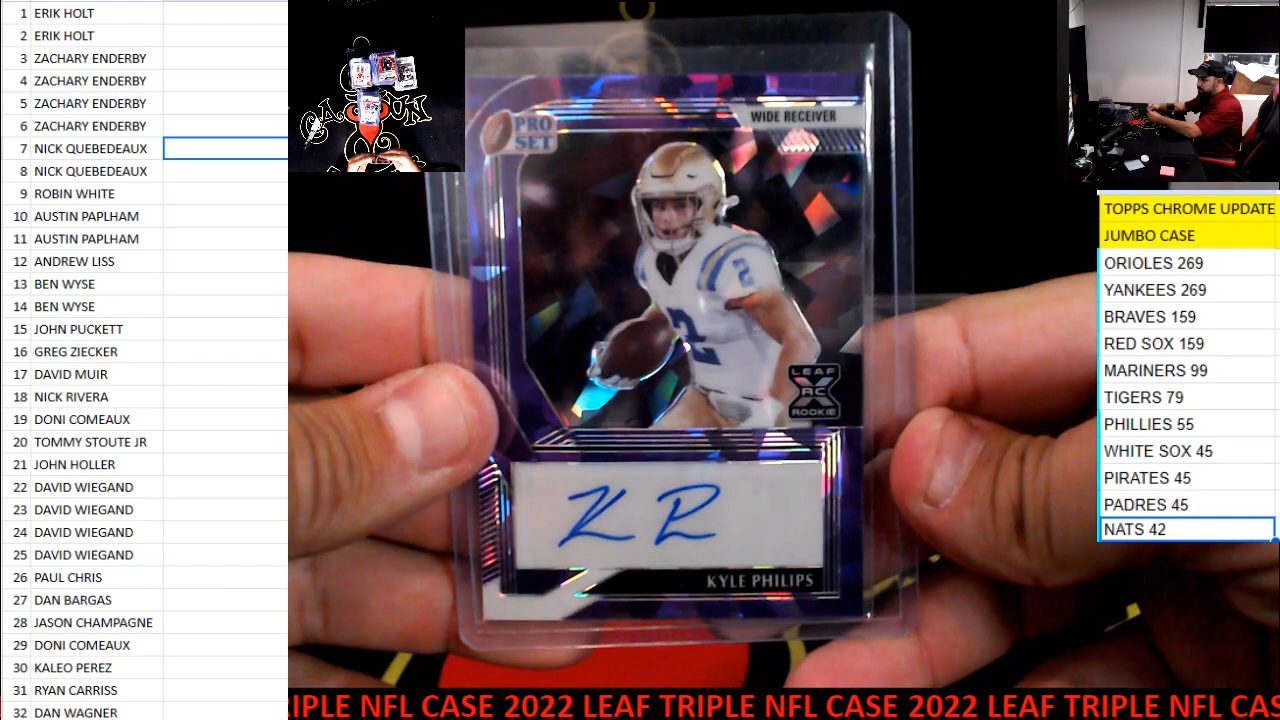 1 ERIK HOLT
2 ERIK HOLT
3 ZACHARY ENDERBY
4 ZACHARY ENDERBY
5 ZACHARY ENDERBY
6 ZACHARY ENDERBY
7 NICK QUEBEDEAUX
8 NICK QUEBEDEAUX
9 ROBIN WHITE
10 AUSTIN PAPLHAM
11 AUSTIN PAPLHAM
12 ANDREW LISS
13 BEN WYSE
14 BEN WYSE
15 JOHN PUCKETT
16 GREG ZIECKER
17 DAVID MUIR
18 NICK RIVERA
19 DONI COMEAUX
20 TOMMY STOUTE JR
21 JOHN HOLLER
22 DAVID WIEGAND
23 DAVID WIEGAND
24 DAVID WIEGAND
25 DAVID WIEGAND
26 PAUL CHRIS
27 DAN BARGAS
28 JASON CHAMPAGNE
29 DONI COMEAUX
30 KALEO PEREZ
31 RYAN CARRISS
32 DAN WAGNER
PRO
SET
WIDE RECEIVER
2
2
LEAF
X
RC
ROOKIE
K P
KYLE PHILIPS
TOPPS CHROME UPDATE
JUMBO CASE
ORIOLES 269
YANKEES 269
BRAVES 159
RED SOX 159
MARINERS 99
TIGERS 79
PHILLIES 55
WHITE SOX 45
PIRATES 45
PADRES 45
NATS 42
RIPLE NFL CASE 2022 LEAF TRIPLE NFL CASE 2022 LEAF TRIPLE NFL CAS